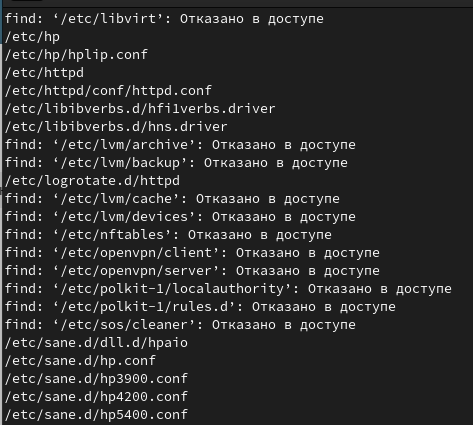 find: ‘/etc/libvirt’: Отказано в доступе
/etc/hp
/etc/hp/hplip.conf
/etc/httpd
/etc/httpd/conf/httpd.conf
/etc/libibverbs.d/hfi1verbs.driver
/etc/libibverbs.d/hns.driver
find: ‘/etc/lvm/archive’: Отказано в доступе
find: ‘/etc/lvm/backup’: Отказано в доступе
/etc/logrotate.d/httpd
find: ‘/etc/lvm/cache’: Отказано в доступе
find: ‘/etc/lvm/devices’: Отказано в доступе
find: ‘/etc/nftables’: Отказано в доступе
find: ‘/etc/openvpn/client’: Отказано в доступе
find: ‘/etc/openvpn/server’: Отказано в доступе
find: ‘/etc/polkit-1/localauthority’: Отказано в доступе
find: ‘/etc/polkit-1/rules.d’: Отказано в доступе
find: ‘/etc/sos/cleaner’: Отказано в доступе
/etc/sane.d/dll.d/hpaio
/etc/sane.d/hp.conf
/etc/sane.d/hp3900.conf
/etc/sane.d/hp4200.conf
/etc/sane.d/hp5400.conf